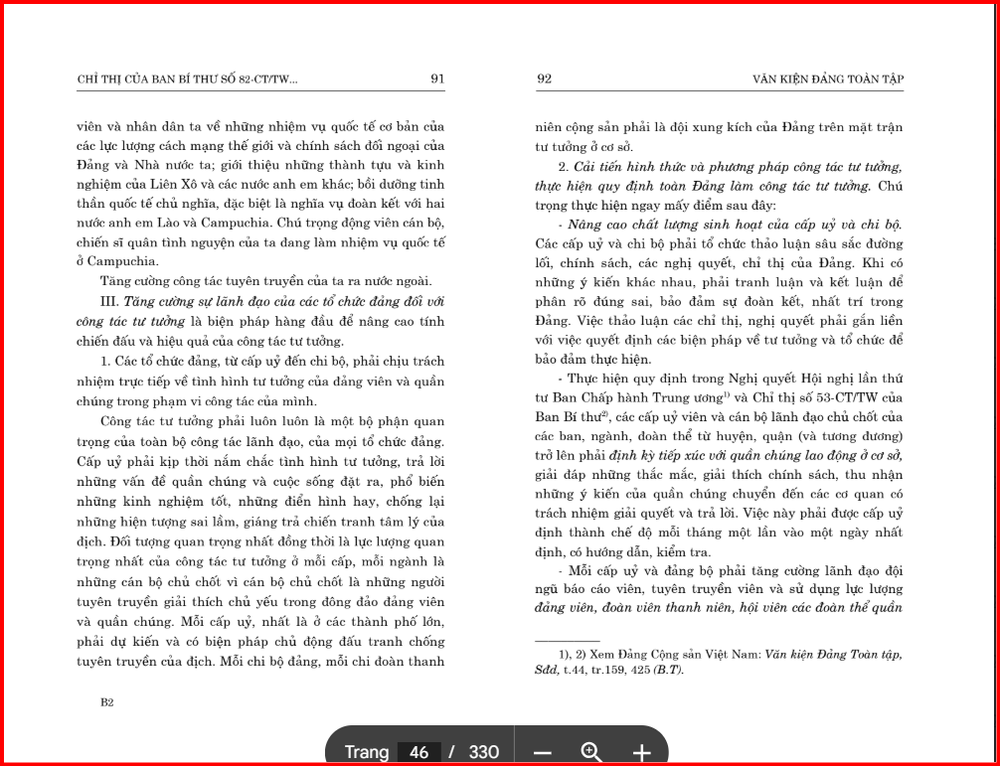 CHỈ THỊ CỦA BAN BÍ THƯ SỐ 82-CT/TW... 91
viên và nhân dân ta về những nhiệm vụ quốc tế cơ bản của
các lực lượng cách mạng thế giới và chính sách đối ngoại của
Đảng và Nhà nước ta; giới thiệu những thành tựu và kinh
nghiệm của Liên Xô và các nước anh em khác; bồi dưỡng tinh
thần quốc tế chủ nghĩa, đặc biệt là nghĩa vụ đoàn kết với hai
nước anh em Lào và Campuchia. Chú trọng động viên cán bộ,
chiến sĩ quân tình nguyện của ta đang làm nhiệm vụ quốc tế
ở Campuchia.
Tăng cường công tác tuyên truyền của ta ra nước ngoài.
III. Tăng cường sự lãnh đạo của các tổ chức đảng đối với
công tác tư tưởng là biện pháp hàng đầu để nâng cao tính
chiến đấu và hiệu quả của công tác tư tưởng.
1. Các tổ chức đảng, từ cấp uỷ đến chi bộ, phải chịu trách
nhiệm trực tiếp về tình hình tư tưởng của đảng viên và quần
chúng trong phạm vi công tác của mình.
Công tác tư tưởng phải luôn luôn là một bộ phận quan
trọng của toàn bộ công tác lãnh đạo, của mọi tổ chức đảng.
Cấp uỷ phải kịp thời nắm chắc tình hình tư tưởng, trả lời
những vấn đề quần chúng và cuộc sống đặt ra, phổ biến
những kinh nghiệm tốt, những điển hình hay, chống lại
những hiện tượng sai lầm, giáng trả chiến tranh tâm lý của
địch. Đối tượng quan trọng nhất đồng thời là lực lượng quan
trọng nhất của công tác tư tưởng ở mỗi cấp, mỗi ngành là
những cán bộ chủ chốt vì cán bộ chủ chốt là những người
tuyên truyền giải thích chủ yếu trong đông đảo đảng viên
và quần chúng. Mỗi cấp uỷ, nhất là ở các thành phố lớn,
phải dự kiến và có biện pháp chủ động đấu tranh chống
tuyên truyền của địch. Mỗi chi bộ đảng, mỗi chi đoàn thanh
B2
92 VĂN KIỆN ĐẢNG TOÀN TẬP
niên cộng sản phải là đội xung kích của Đảng trên mặt trận
tư tưởng ở cơ sở.
2. Cải tiến hình thức và phương pháp công tác tư tưởng,
thực hiện quy định toàn Đảng làm công tác tư tưởng. Chú
trọng thực hiện ngay mấy điểm sau đây:
- Nâng cao chất lượng sinh hoạt của cấp uỷ và chi bộ.
Các cấp uỷ và chi bộ phải tổ chức thảo luận sâu sắc đường
lối, chính sách, các nghị quyết, chỉ thị của Đảng. Khi có
những ý kiến khác nhau, phải tranh luận và kết luận để
phân rõ đúng sai, bảo đảm sự đoàn kết, nhất trí trong
Đảng. Việc thảo luận các chỉ thị, nghị quyết phải gắn liền
với việc quyết định các biện pháp về tư tưởng và tổ chức để
bảo đảm thực hiện.
- Thực hiện quy định trong Nghị quyết Hội nghị lần thứ
tư Ban Chấp hành Trung ương¹⁾ và Chỉ thị số 53-CT/TW của
Ban Bí thư²⁾, các cấp uỷ viên và cán bộ lãnh đạo chủ chốt của
các ban, ngành, đoàn thể từ huyện, quận (và tương đương)
trở lên phải định kỳ tiếp xúc với quần chúng lao động ở cơ sở,
giải đáp những thắc mắc, giải thích chính sách, thu nhận
những ý kiến của quần chúng chuyển đến các cơ quan có
trách nhiệm giải quyết và trả lời. Việc này phải được cấp uỷ
định thành chế độ mỗi tháng một lần vào một ngày nhất
định, có hướng dẫn, kiểm tra.
- Mỗi cấp uỷ và đảng bộ phải tăng cường lãnh đạo đội
ngũ báo cáo viên, tuyên truyền viên và sử dụng lực lượng
đảng viên, đoàn viên thanh niên, hội viên các đoàn thể quần
1), 2) Xem Đảng Cộng sản Việt Nam: Văn kiện Đảng Toàn tập,
Sđd, t.44, tr.159, 425 (B.T).
Trang 46 / 330